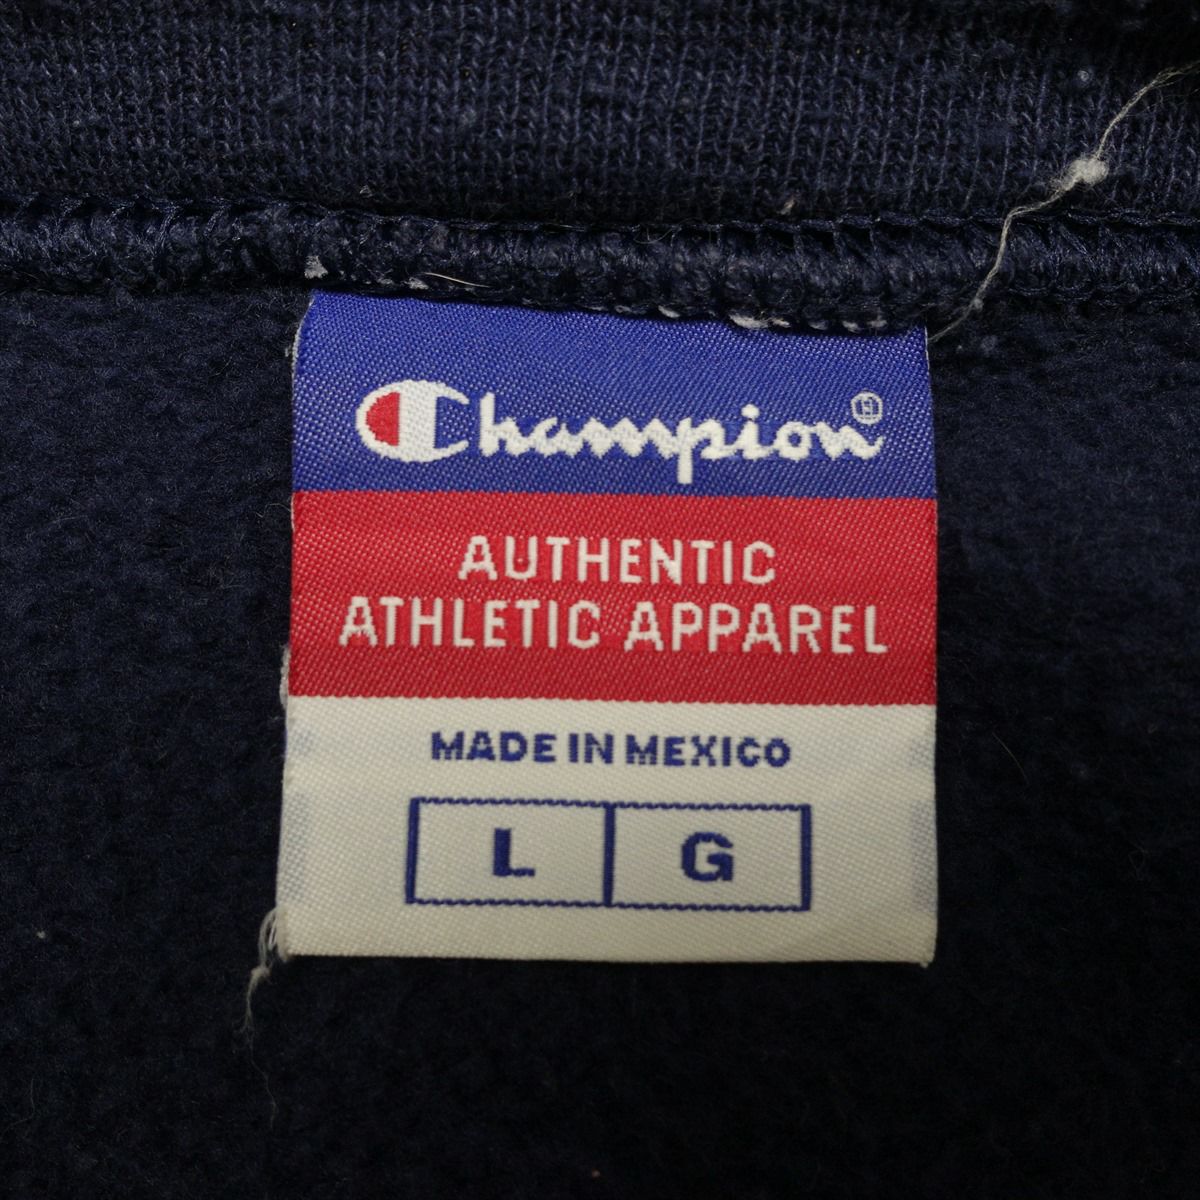 Champion®
AUTHENTIC
ATHLETIC APPAREL
MADE IN MEXICO
L G